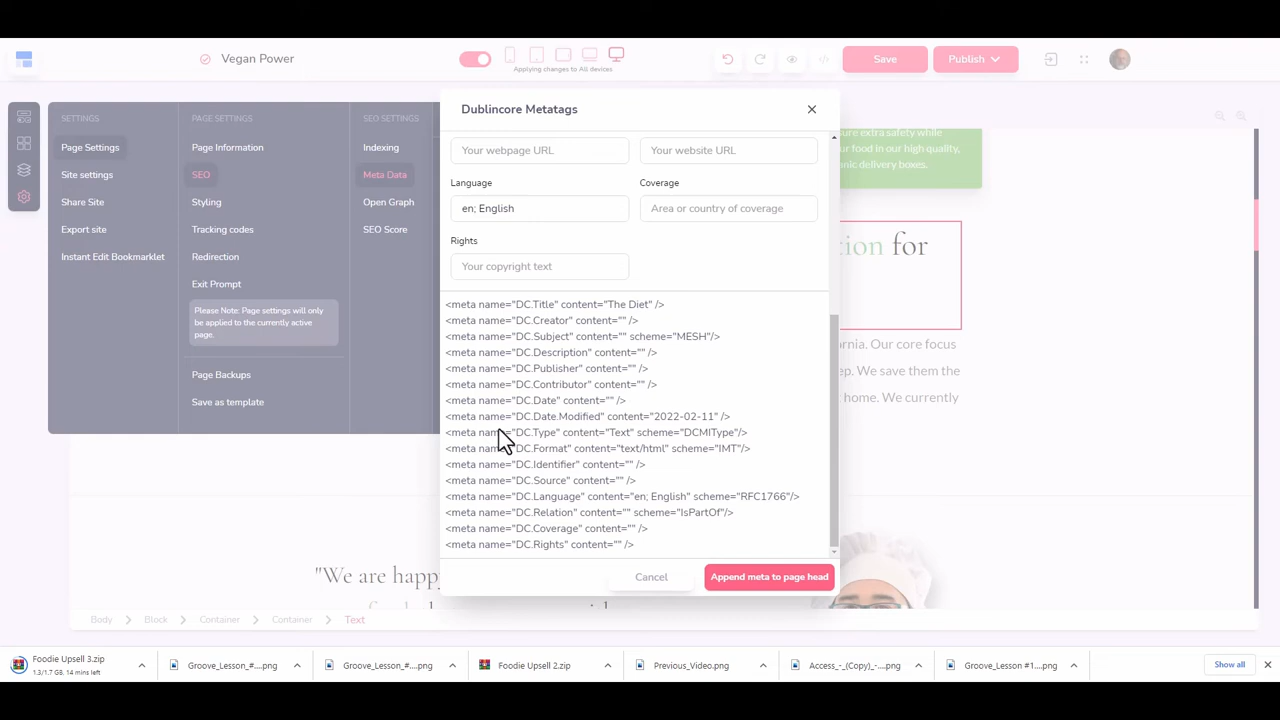 Vegan Power
Applying changes to All devices
Save
Publish
SETTINGS
Page Settings
Site settings
Share Site
Export site
Instant Edit Bookmarklet
PAGE SETTINGS
Page Information
SEO
Styling
Tracking codes
Redirection
Exit Prompt
Please Note: Page settings will only
be applied to the currently active
page.
Page Backups
Save as template
SEO SETTINGS
Indexing
Meta Data
Open Graph
SEO Score
Dublincore Metatags
Your webpage URL
Your website URL
Language
Coverage
en; English
Area or country of coverage
Rights
Your copyright text
<meta name="DC.Title" content="The Diet" />
<meta name="DC.Creator" content="" />
<meta name="DC.Subject" content="" scheme="MESH"/>
<meta name="DC.Description" content="" />
<meta name="DC.Publisher" content="" />
<meta name="DC.Contributor" content="" />
<meta name="DC.Date" content="" />
<meta name="DC.Date.Modified" content="2022-02-11" />
<meta name="DC.Type" content="Text" scheme="DCMIType"/>
<meta name="DC.Format" content="text/html" scheme="IMT"/>
<meta name="DC.Identifier" content="" />
<meta name="DC.Source" content="" />
<meta name="DC.Language" content="en; English" scheme="RFC1766"/>
<meta name="DC.Relation" content="" scheme="IsPartOf"/>
<meta name="DC.Coverage" content="" />
<meta name="DC.Rights" content="" />
Cancel
Append meta to page head
extra safety while
our food in our high quality,
delivery boxes.
for
Our core focus
We save them the
home. We currently
"We are
Body
Block
Container
Container
Text
Foodie Upsell 3.zip
1.3/1.7 GB, 14 mins left
Groove_Lesson_#....png
Groove_Lesson_#....png
Foodie Upsell 2.zip
Previous_Video.png
Access_-_(Copy)_-....png
Groove_Lesson #1....png
Show all